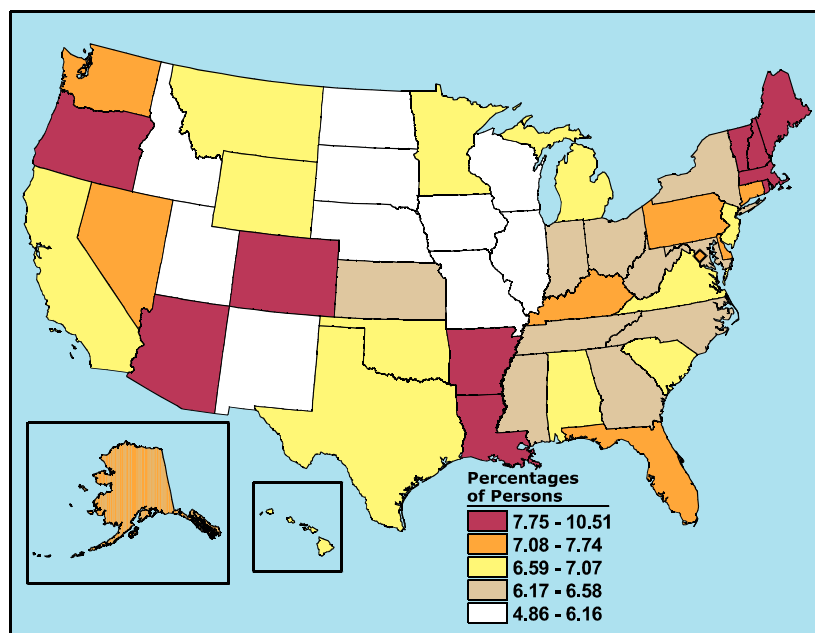 Percentages
of Persons
7.75 - 10.51
7.08 - 7.74
6.59 - 7.07
6.17 - 6.58
4.86 - 6.16